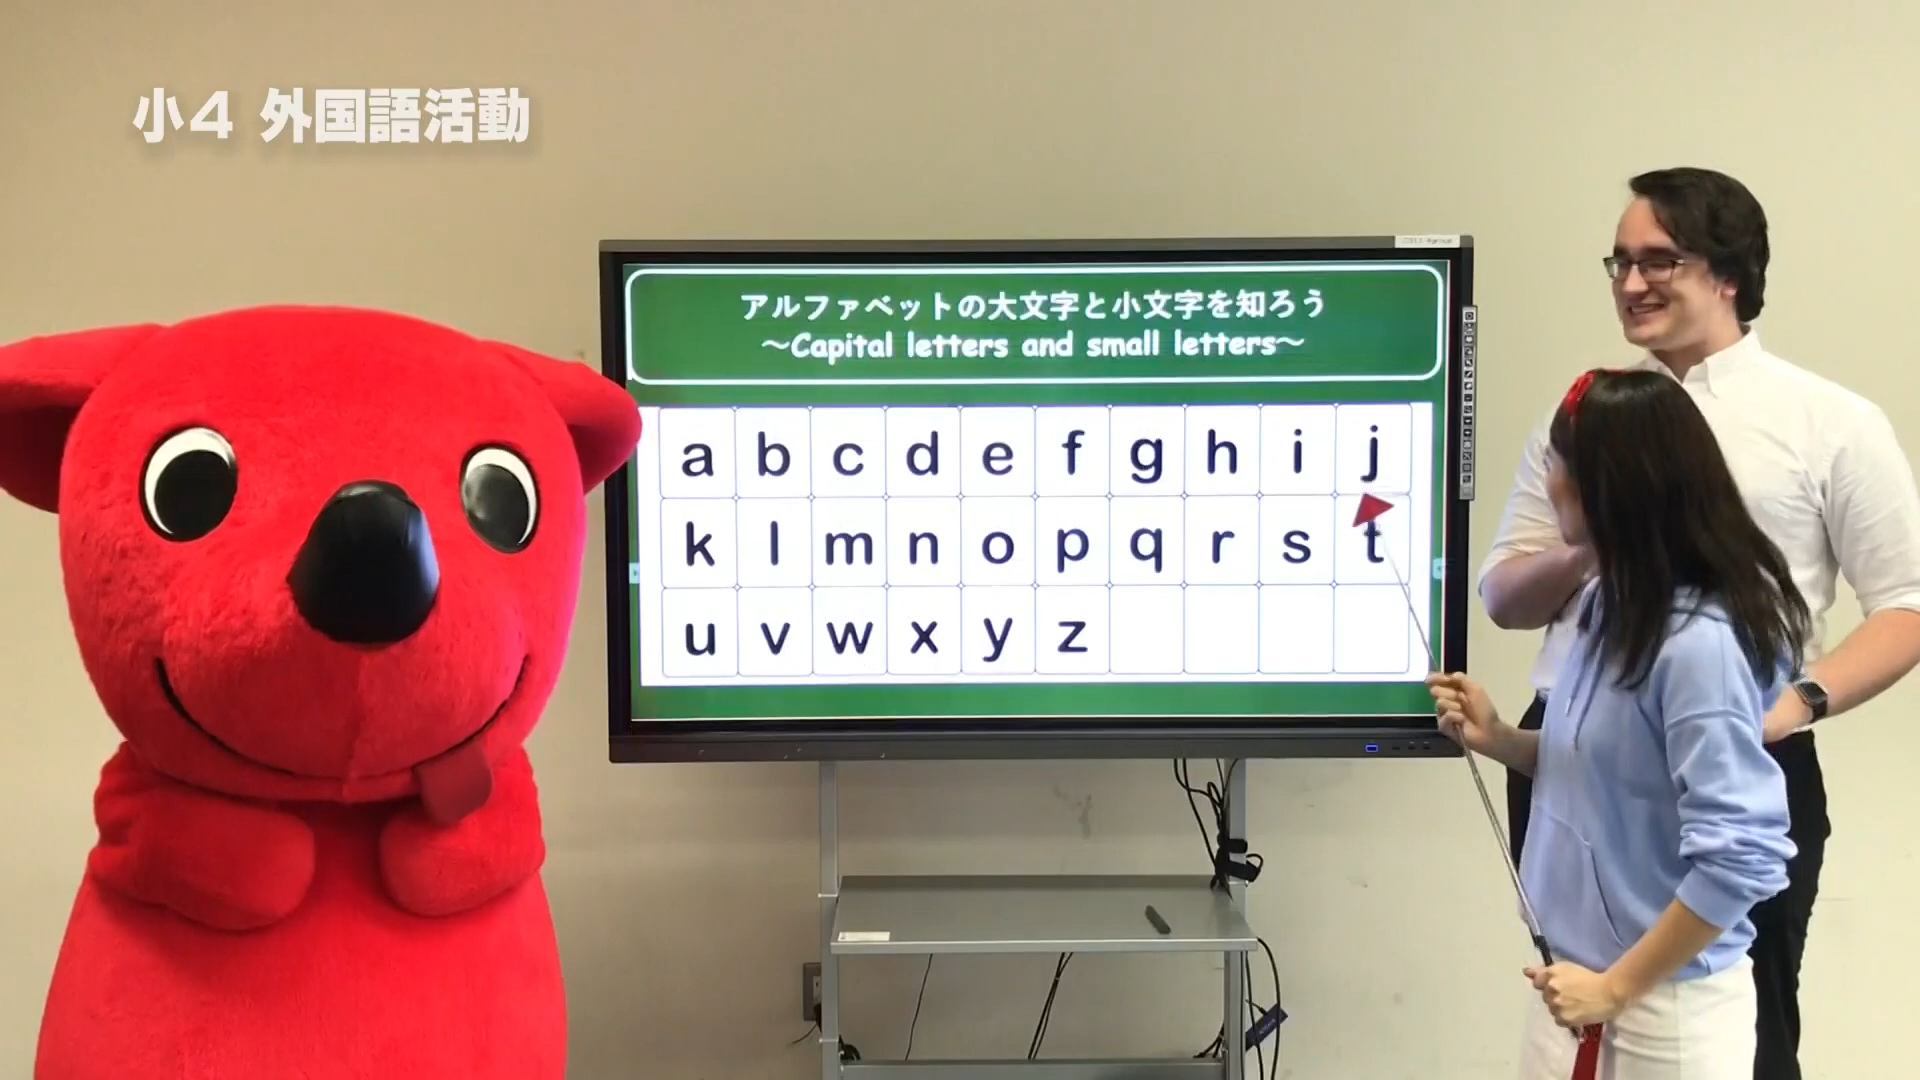 小4 外国語活動
アルファベットの大文字と小文字を知ろう
～Capital letters and small letters～
a b c d e f g h i j
k l m n o p q r s t
u v w x y z